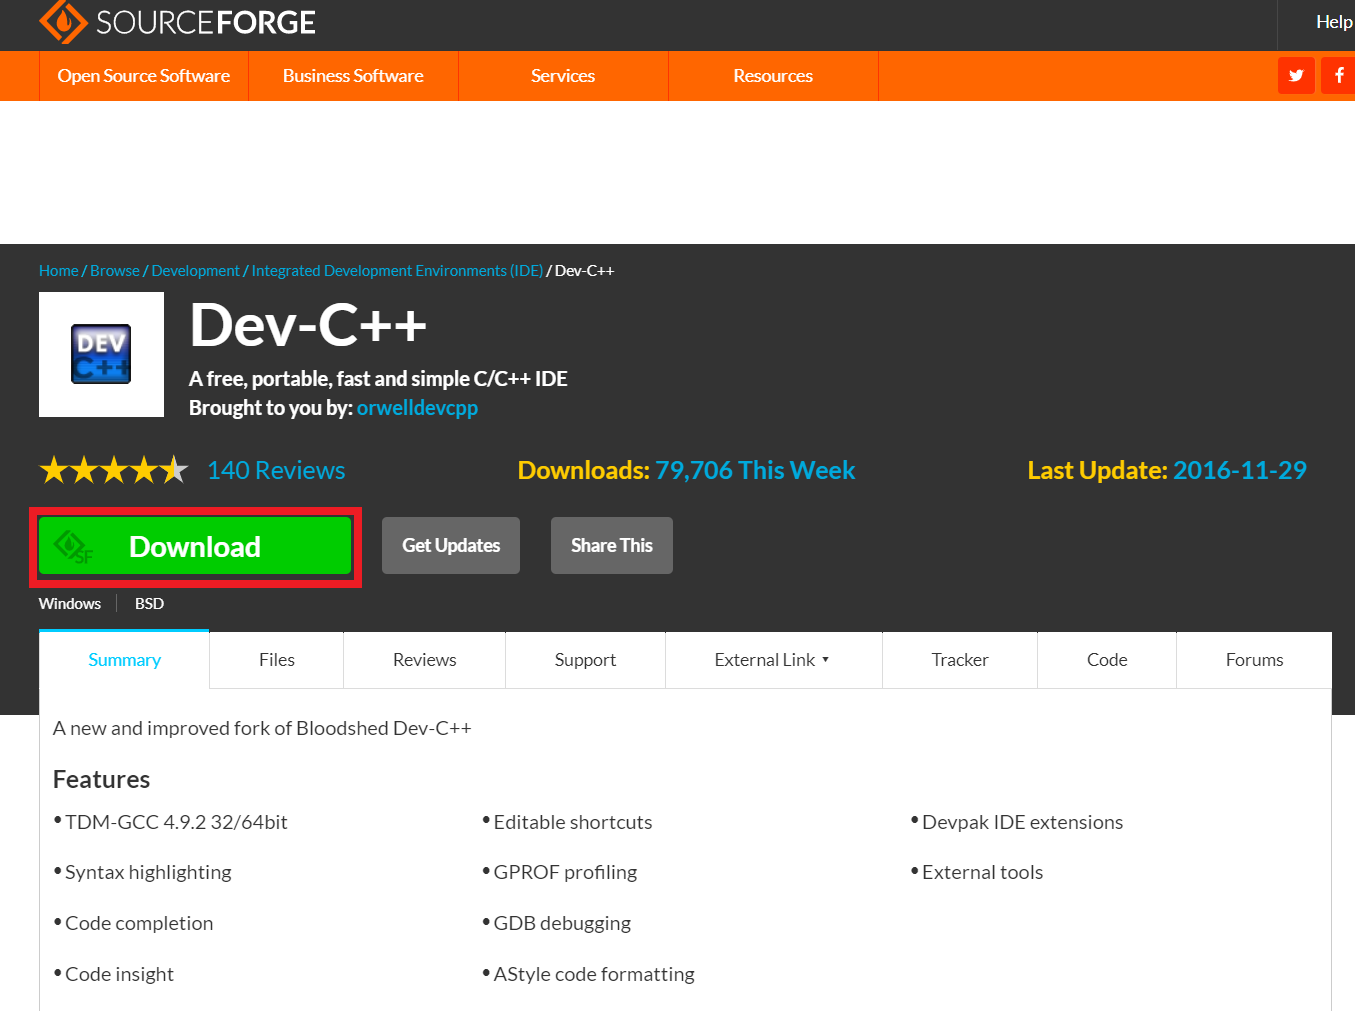 SOURCEFORGE
Help
Open Source Software
Business Software
Services
Resources
Home / Browse / Development / Integrated Development Environments (IDE) / Dev-C++
DEV
C++
Dev-C++
A free, portable, fast and simple C/C++ IDE
Brought to you by: orwelldevcpp
140 Reviews
Downloads: 79,706 This Week
Last Update: 2016-11-29
SF
Download
Get Updates
Share This
Windows
BSD
Summary
Files
Reviews
Support
External Link ▾
Tracker
Code
Forums
A new and improved fork of Bloodshed Dev-C++
Features
• TDM-GCC 4.9.2 32/64bit
• Editable shortcuts
• Devpak IDE extensions
• Syntax highlighting
• GPROF profiling
• External tools
• Code completion
• GDB debugging
• Code insight
• AStyle code formatting